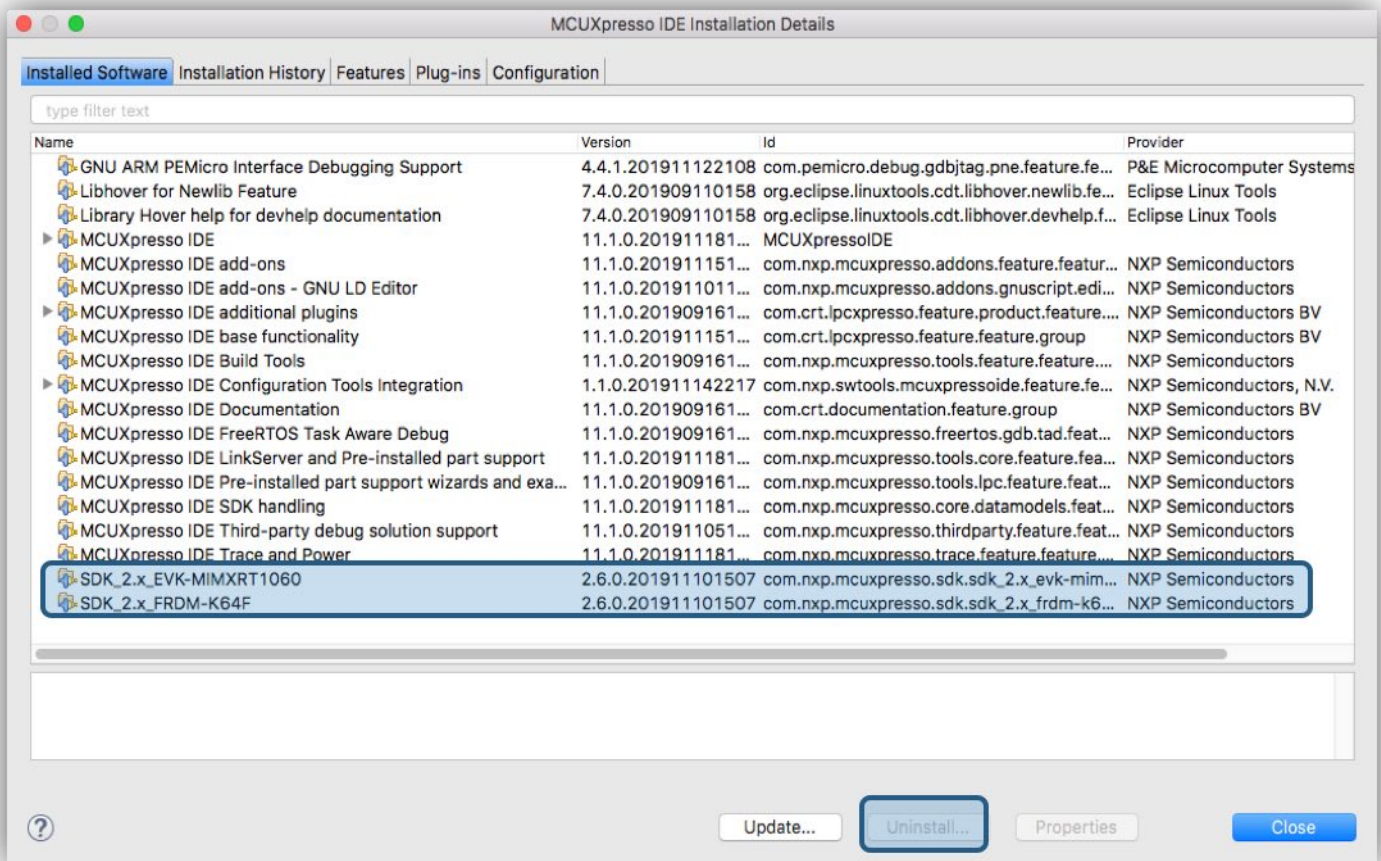 MCUXpresso IDE Installation Details
Installed Software Installation History Features Plug-ins Configuration
type filter text
Name Version Id Provider
GNU ARM PEMicro Interface Debugging Support 4.4.1.201911122108 com.pemicro.debug.gdbjtag.pne.feature.fe... P&E Microcomputer Systems
Libhover for Newlib Feature 7.4.0.201909110158 org.eclipse.linuxtools.cdt.libhover.newlib.fe... Eclipse Linux Tools
Library Hover help for devhelp documentation 7.4.0.201909110158 org.eclipse.linuxtools.cdt.libhover.devhelp.f... Eclipse Linux Tools
MCUXpresso IDE 11.1.0.201911181... MCUXpressoIDE
MCUXpresso IDE add-ons 11.1.0.201911151... com.nxp.mcuxpresso.addons.feature.featur... NXP Semiconductors
MCUXpresso IDE add-ons - GNU LD Editor 11.1.0.201911011... com.nxp.mcuxpresso.addons.gnuscript.edi... NXP Semiconductors
MCUXpresso IDE additional plugins 11.1.0.201909161... com.crt.lpcxpresso.feature.product.feature.... NXP Semiconductors BV
MCUXpresso IDE base functionality 11.1.0.201911151... com.crt.lpcxpresso.feature.feature.group NXP Semiconductors BV
MCUXpresso IDE Build Tools 11.1.0.201909161... com.nxp.mcuxpresso.tools.feature.feature.... NXP Semiconductors
MCUXpresso IDE Configuration Tools Integration 1.1.0.201911142217 com.nxp.swtools.mcuxpressoide.feature.fe... NXP Semiconductors, N.V.
MCUXpresso IDE Documentation 11.1.0.201909161... com.crt.documentation.feature.group NXP Semiconductors BV
MCUXpresso IDE FreeRTOS Task Aware Debug 11.1.0.201909161... com.nxp.mcuxpresso.freertos.gdb.tad.feat... NXP Semiconductors
MCUXpresso IDE LinkServer and Pre-installed part support 11.1.0.201911181... com.nxp.mcuxpresso.tools.core.feature.fea... NXP Semiconductors
MCUXpresso IDE Pre-installed part support wizards and exa... 11.1.0.201909161... com.nxp.mcuxpresso.tools.lpc.feature.feat... NXP Semiconductors
MCUXpresso IDE SDK handling 11.1.0.201911181... com.nxp.mcuxpresso.core.datamodels.feat... NXP Semiconductors
MCUXpresso IDE Third-party debug solution support 11.1.0.201911051... com.nxp.mcuxpresso.thirdparty.feature.feat... NXP Semiconductors
MCUXpresso IDE Trace and Power 11.1.0.201911181... com.nxp.mcuxpresso.trace.feature.feature.... NXP Semiconductors
SDK_2.x_EVK-MIMXRT1060 2.6.0.201911101507 com.nxp.mcuxpresso.sdk.sdk_2.x_evk-mim... NXP Semiconductors
SDK_2.x_FRDM-K64F 2.6.0.201911101507 com.nxp.mcuxpresso.sdk.sdk_2.x_frdm-k6... NXP Semiconductors
? Update... Uninstall... Properties Close